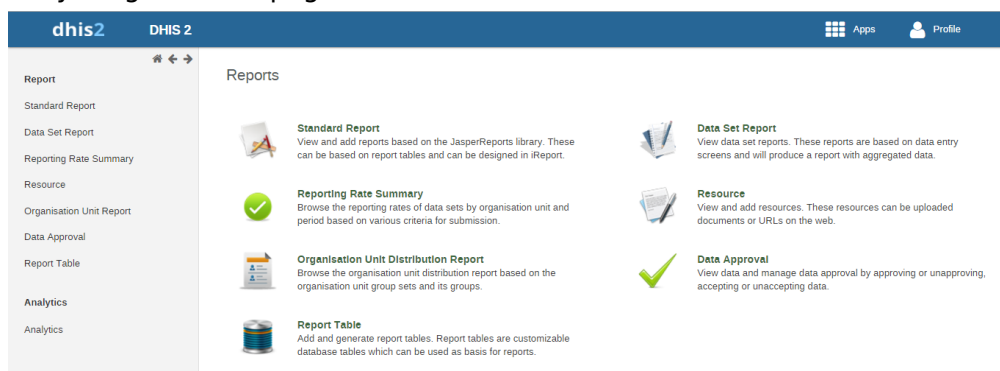 dhis2 DHIS 2 Apps Profile
Report
Standard Report
Data Set Report
Reporting Rate Summary
Resource
Organisation Unit Report
Data Approval
Report Table
Analytics
Analytics
Reports
Standard Report
View and add reports based on the JasperReports library. These
can be based on report tables and can be designed in iReport.
Data Set Report
View data set reports. These reports are based on data entry
screens and will produce a report with aggregated data.
Reporting Rate Summary
Browse the reporting rates of data sets by organisation unit and
period based on various criteria for submission.
Resource
View and add resources. These resources can be uploaded
documents or URLs on the web.
Organisation Unit Distribution Report
Browse the organisation unit distribution report based on the
organisation unit group sets and its groups.
Data Approval
View data and manage data approval by approving or unapproving,
accepting or unaccepting data.
Report Table
Add and generate report tables. Report tables are customizable
database tables which can be used as basis for reports.